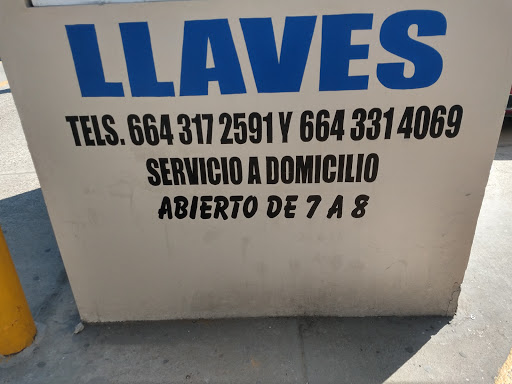 LLAVES
TELS. 664 317 2591 Y 664 331 4069
SERVICIO A DOMICILIO
ABIERTO DE 7 A 8